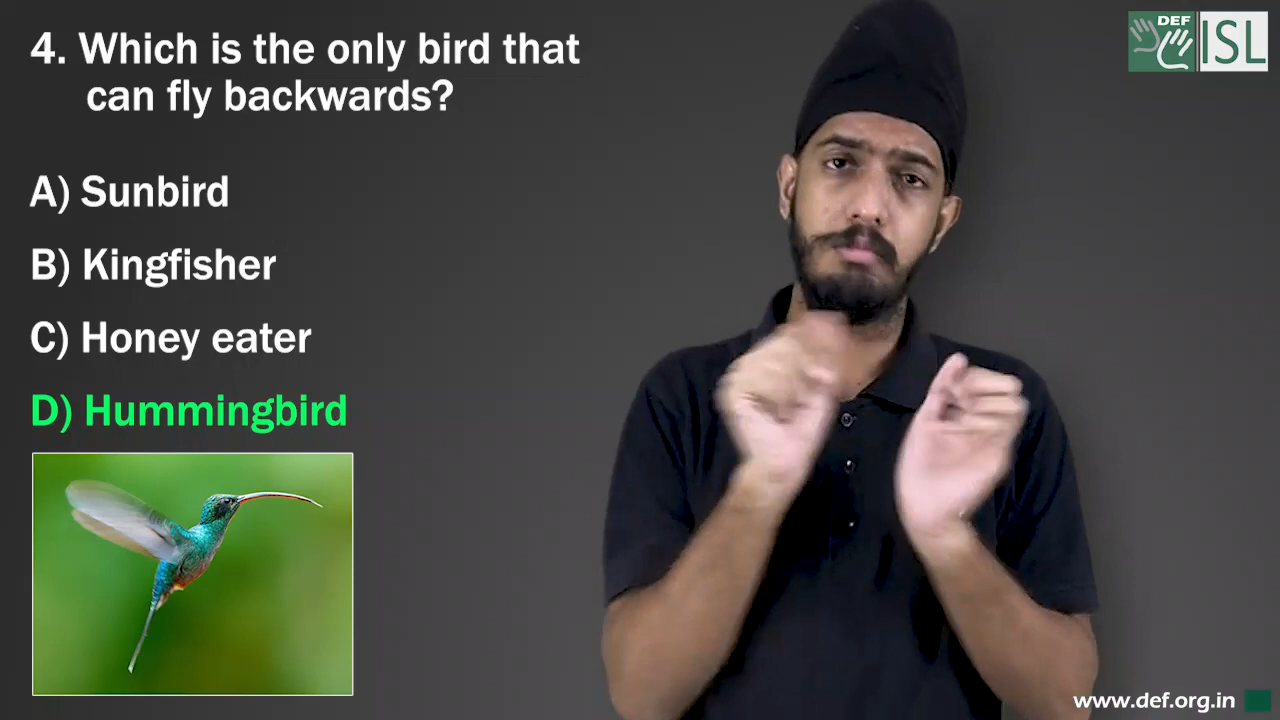 4. Which is the only bird that
can fly backwards?
A) Sunbird
B) Kingfisher
C) Honey eater
D) Hummingbird
DEF
ISL
www.def.org.in